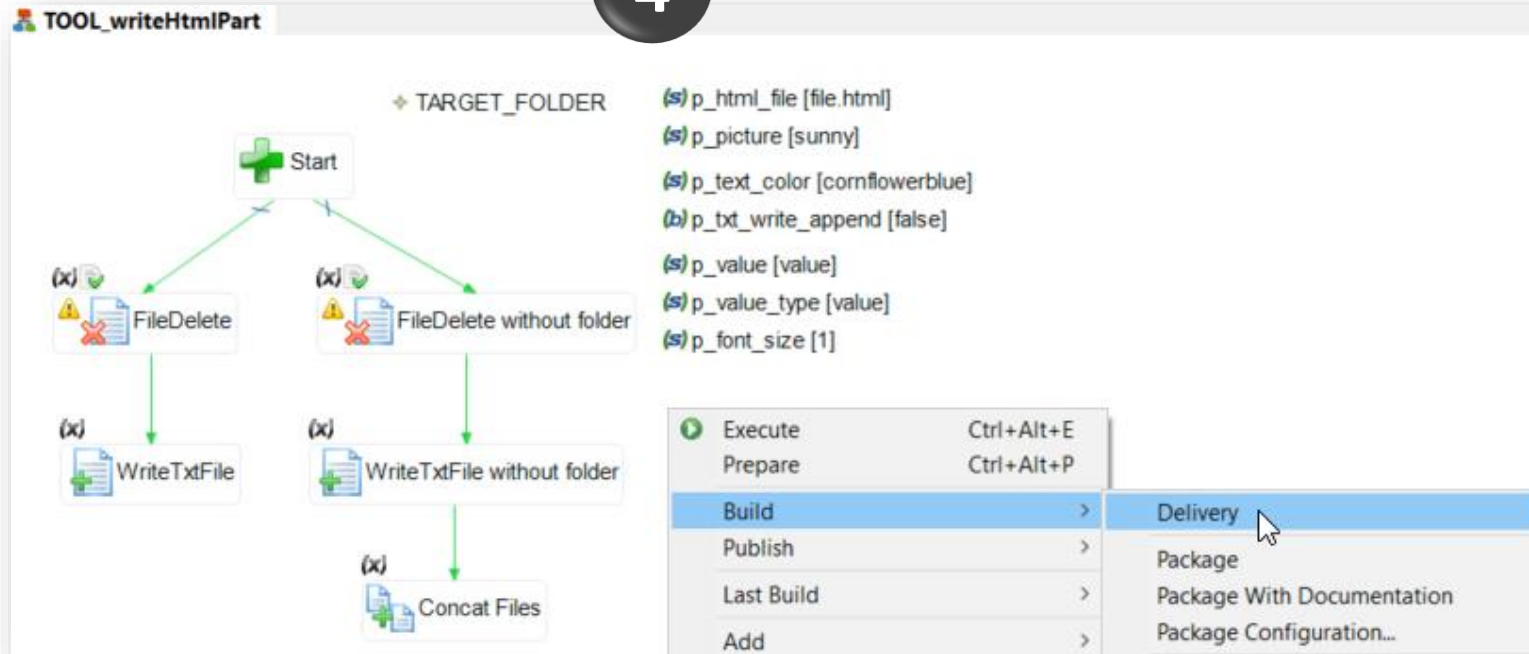 4
TOOL_writeHtmlPart
TARGET_FOLDER
Start
(s) p_html_file [file.html]
(s) p_picture [sunny]
(s) p_text_color [cornflowerblue]
(b) p_txt_write_append [false]
(s) p_value [value]
(s) p_value_type [value]
(s) p_font_size [1]
(x)
(x)
FileDelete
FileDelete without folder
(x)
(x)
WriteTxtFile
WriteTxtFile without folder
(x)
Concat Files
Execute Ctrl+Alt+E
Prepare Ctrl+Alt+P
Build >
Publish >
Last Build >
Add >
Delivery
Package
Package With Documentation
Package Configuration...